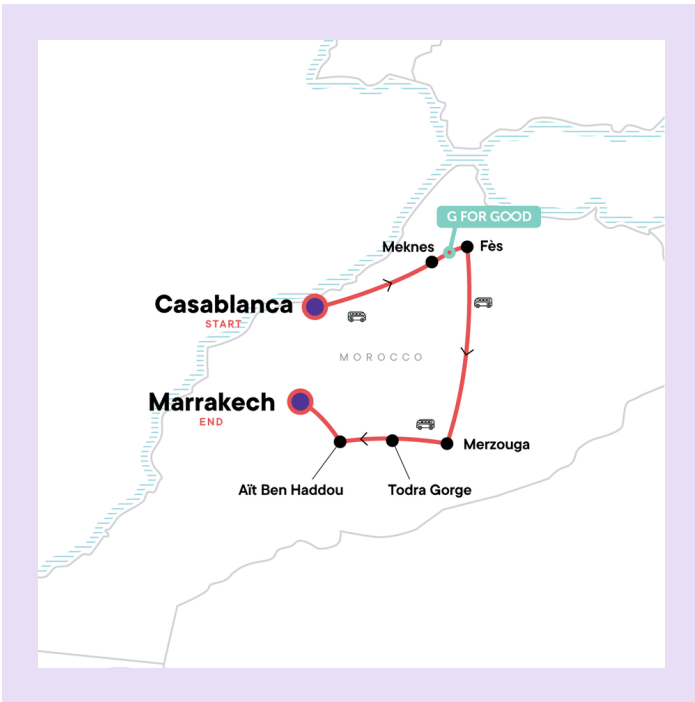 G FOR GOOD
Meknes
Fès
Casablanca
START
MOROCCO
Marrakech
END
Merzouga
Aït Ben Haddou
Todra Gorge